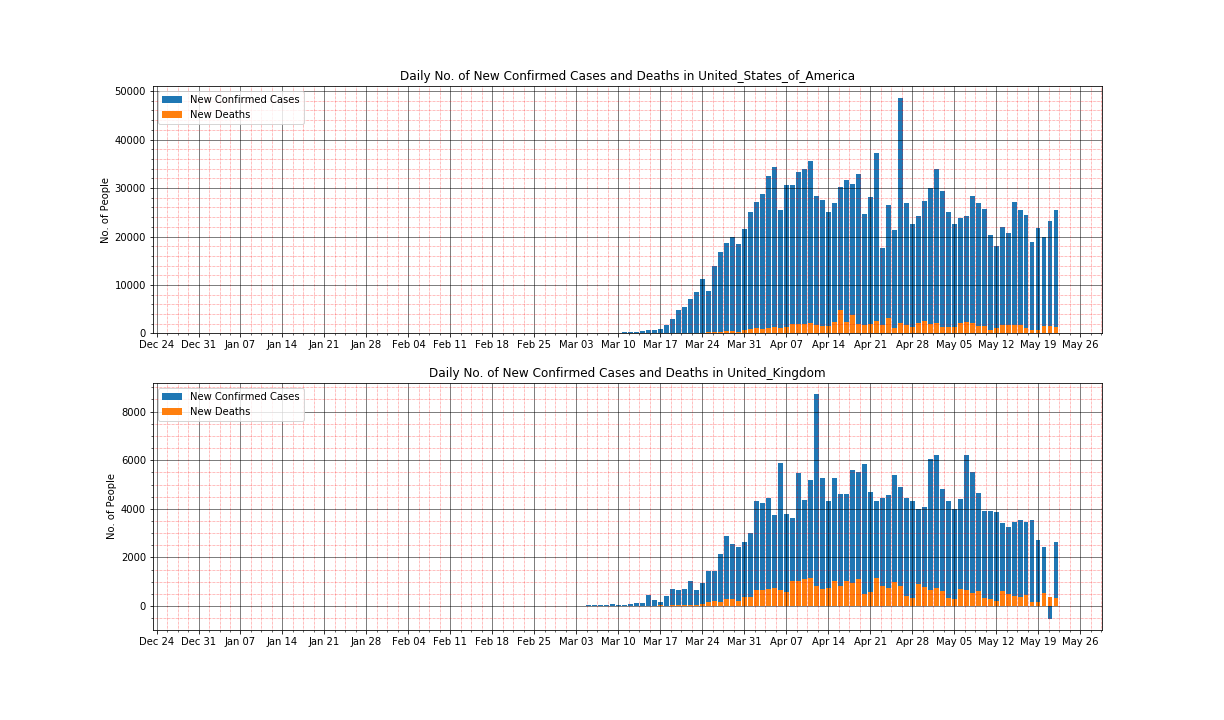 Daily No. of New Confirmed Cases and Deaths in United_States_of_America
New Confirmed Cases
New Deaths
No. of People
50000
40000
30000
20000
10000
0
Dec 24 Dec 31 Jan 07 Jan 14 Jan 21 Jan 28 Feb 04 Feb 11 Feb 18 Feb 25 Mar 03 Mar 10 Mar 17 Mar 24 Mar 31 Apr 07 Apr 14 Apr 21 Apr 28 May 05 May 12 May 19 May 26
Daily No. of New Confirmed Cases and Deaths in United_Kingdom
New Confirmed Cases
New Deaths
No. of People
8000
6000
4000
2000
0
Dec 24 Dec 31 Jan 07 Jan 14 Jan 21 Jan 28 Feb 04 Feb 11 Feb 18 Feb 25 Mar 03 Mar 10 Mar 17 Mar 24 Mar 31 Apr 07 Apr 14 Apr 21 Apr 28 May 05 May 12 May 19 May 26